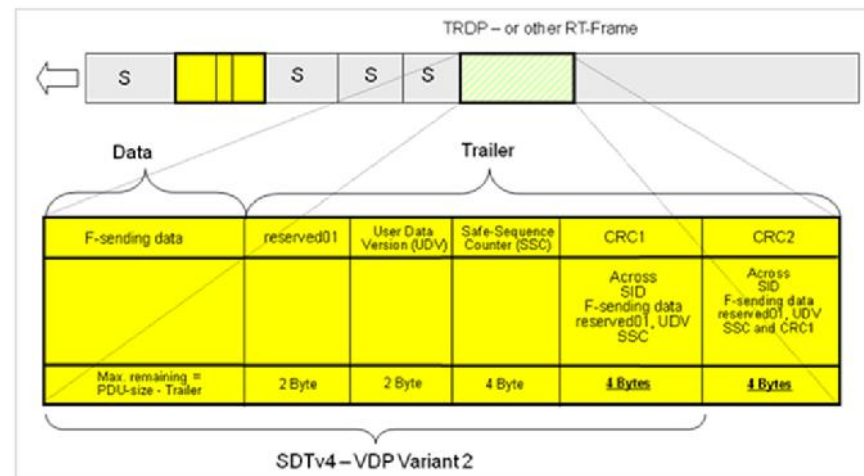 TRDP – or other RT-Frame
S
S
S
S
Data
Trailer
F-sending data
reserved01
User Data
Version (UDV)
Safe-Sequence
Counter (SSC)
CRC1
CRC2
Across
SID
F-sending data
reserved01, UDV
SSC
Across
SID
F-sending data
reserved01, UDV
SSC and CRC1
Max. remaining =
PDU-size - Trailer
2 Byte
2 Byte
4 Byte
4 Bytes
4 Bytes
SDTv4 – VDP Variant 2